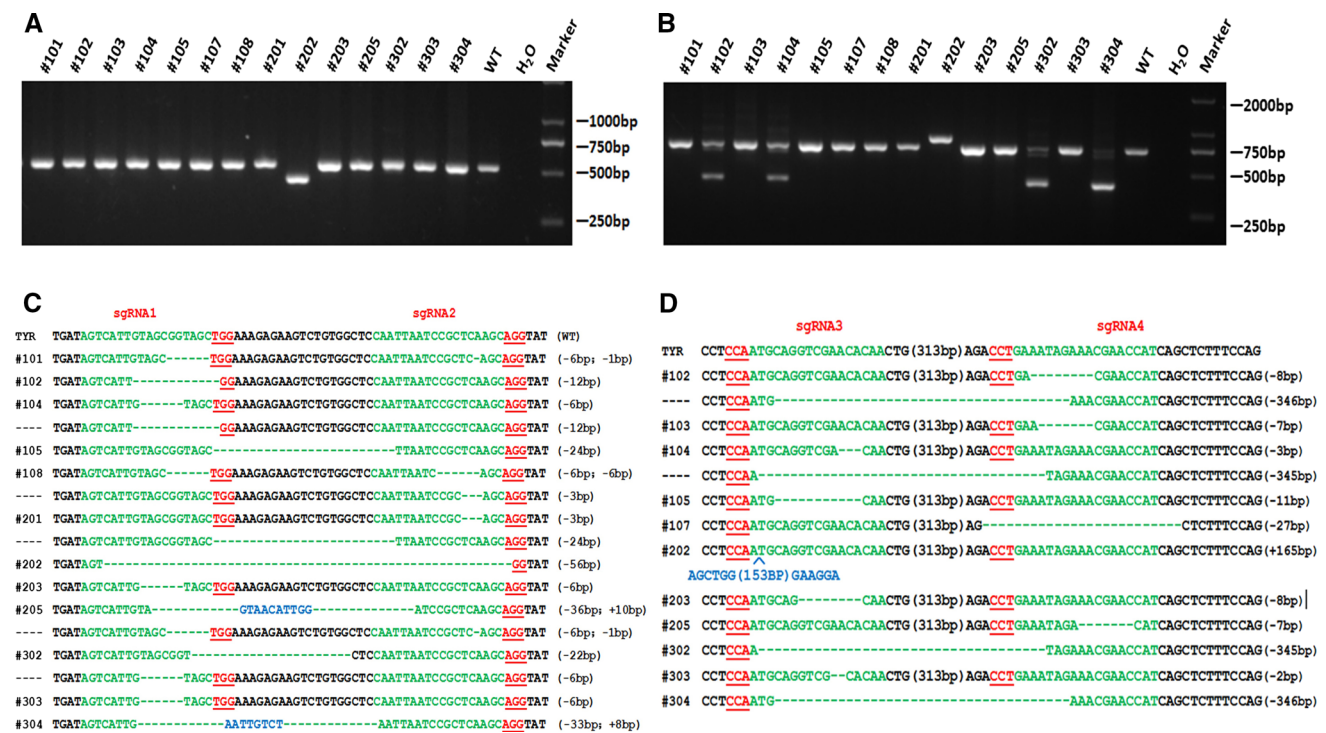 A
#101 #102 #103 #104 #105 #107 #108 #201 #202 #203 #205 #302 #303 #304 WT H2O Marker
1000bp
750bp
500bp
250bp
B
#101 #102 #103 #104 #105 #107 #108 #201 #202 #203 #205 #302 #303 #304 WT H2O Marker
2000bp
750bp
500bp
250bp
C
sgRNA1 sgRNA2
TYR TGATAGTCATTGTAGCGGTAGCTGGAAAGAGAAGTCTGTGGCTCCAATTAATCCGCTCAAGCAGGTAT (WT)
#101 TGATAGTCATTGTAGC------TGGAAAGAGAAGTCTGTGGCTCCAATTAATCCGCTC-AGCAGGTAT (-6bp; -1bp)
#102 TGATAGTCATT------------GGAAAGAGAAGTCTGTGGCTCCAATTAATCCGCTCAAGCAGGTAT (-12bp)
#104 TGATAGTCATTG------TAGCTGGAAAGAGAAGTCTGTGGCTCCAATTAATCCGCTCAAGCAGGTAT (-6bp)
---- TGATAGTCATT------------GGAAAGAGAAGTCTGTGGCTCCAATTAATCCGCTCAAGCAGGTAT (-12bp)
#105 TGATAGTCATTGTAGCGGTAGC------------------------TTAATCCGCTCAAGCAGGTAT (-24bp)
#108 TGATAGTCATTGTAGC------TGGAAAGAGAAGTCTGTGGCTCCAATTAATC------AGCAGGTAT (-6bp; -6bp)
---- TGATAGTCATTGTAGCGGTAGCTGGAAAGAGAAGTCTGTGGCTCCAATTAATCCGC---AGCAGGTAT (-3bp)
#201 TGATAGTCATTGTAGCGGTAGCTGGAAAGAGAAGTCTGTGGCTCCAATTAATCCGC---AGCAGGTAT (-3bp)
---- TGATAGTCATTGTAGCGGTAGC------------------------TTAATCCGCTCAAGCAGGTAT (-24bp)
#202 TGATAGT--------------------------------------------------------GGTAT (-56bp)
#203 TGATAGTCATTG------TAGCTGGAAAGAGAAGTCTGTGGCTCCAATTAATCCGCTCAAGCAGGTAT (-6bp)
#205 TGATAGTCATTGTA------------GTAACATTGG--------------ATCCGCTCAAGCAGGTAT (-36bp; +10bp)
---- TGATAGTCATTGTAGC------TGGAAAGAGAAGTCTGTGGCTCCAATTAATCCGCTC-AGCAGGTAT (-6bp; -1bp)
#302 TGATAGTCATTGTAGCGGT----------------------CTCCAATTAATCCGCTCAAGCAGGTAT (-22bp)
---- TGATAGTCATTG------TAGCTGGAAAGAGAAGTCTGTGGCTCCAATTAATCCGCTCAAGCAGGTAT (-6bp)
#303 TGATAGTCATTG------TAGCTGGAAAGAGAAGTCTGTGGCTCCAATTAATCCGCTCAAGCAGGTAT (-6bp)
#304 TGATAGTCATTG------------AATTGTCT-------------AATTAATCCGCTCAAGCAGGTAT (-33bp; +8bp)
D
sgRNA3 sgRNA4
TYR CCTCCAATGCAGGTCGAACACAACTG(313bp)AGACCTGAAATAGAAACGAACCATCAGCTCTTTCCAG
#102 CCTCCAATGCAGGTCGAACACAACTG(313bp)AGACCTGA--------CGAACCATCAGCTCTTTCCAG(-8bp)
---- CCTCCAATG---------------------------------AAACGAACCATCAGCTCTTTCCAG(-346bp)
#103 CCTCCAATGCAGGTCGAACACAACTG(313bp)AGACCTGAA-------CGAACCATCAGCTCTTTCCAG(-7bp)
#104 CCTCCAATGCAGGTCGA---CAACTG(313bp)AGACCTGAAATAGAAACGAACCATCAGCTCTTTCCAG(-3bp)
---- CCTCCAA--------------------------------TAGAAACGAACCATCAGCTCTTTCCAG(-345bp)
#105 CCTCCAATG-----------CAACTG(313bp)AGACCTGAAATAGAAACGAACCATCAGCTCTTTCCAG(-11bp)
#107 CCTCCAATGCAGGTCGAACACAACTG(313bp)AG---------------------------CTCTTTCCAG(-27bp)
#202 CCTCCAATGCAGGTCGAACACAACTG(313bp)AGACCTGAAATAGAAACGAACCATCAGCTCTTTCCAG(+165bp)
AGCTGG(153BP)GAAGGA
#203 CCTCCAATGCAG--------CAACTG(313bp)AGACCTGAAATAGAAACGAACCATCAGCTCTTTCCAG(-8bp)
#205 CCTCCAATGCAGGTCGAACACAACTG(313bp)AGACCTGAAATAGA-------CATCAGCTCTTTCCAG(-7bp)
#302 CCTCCAA--------------------------------TAGAAACGAACCATCAGCTCTTTCCAG(-345bp)
#303 CCTCCAATGCAGGTCG--CACAACTG(313bp)AGACCTGAAATAGAAACGAACCATCAGCTCTTTCCAG(-2bp)
#304 CCTCCAATG---------------------------------AAACGAACCATCAGCTCTTTCCAG(-346bp)